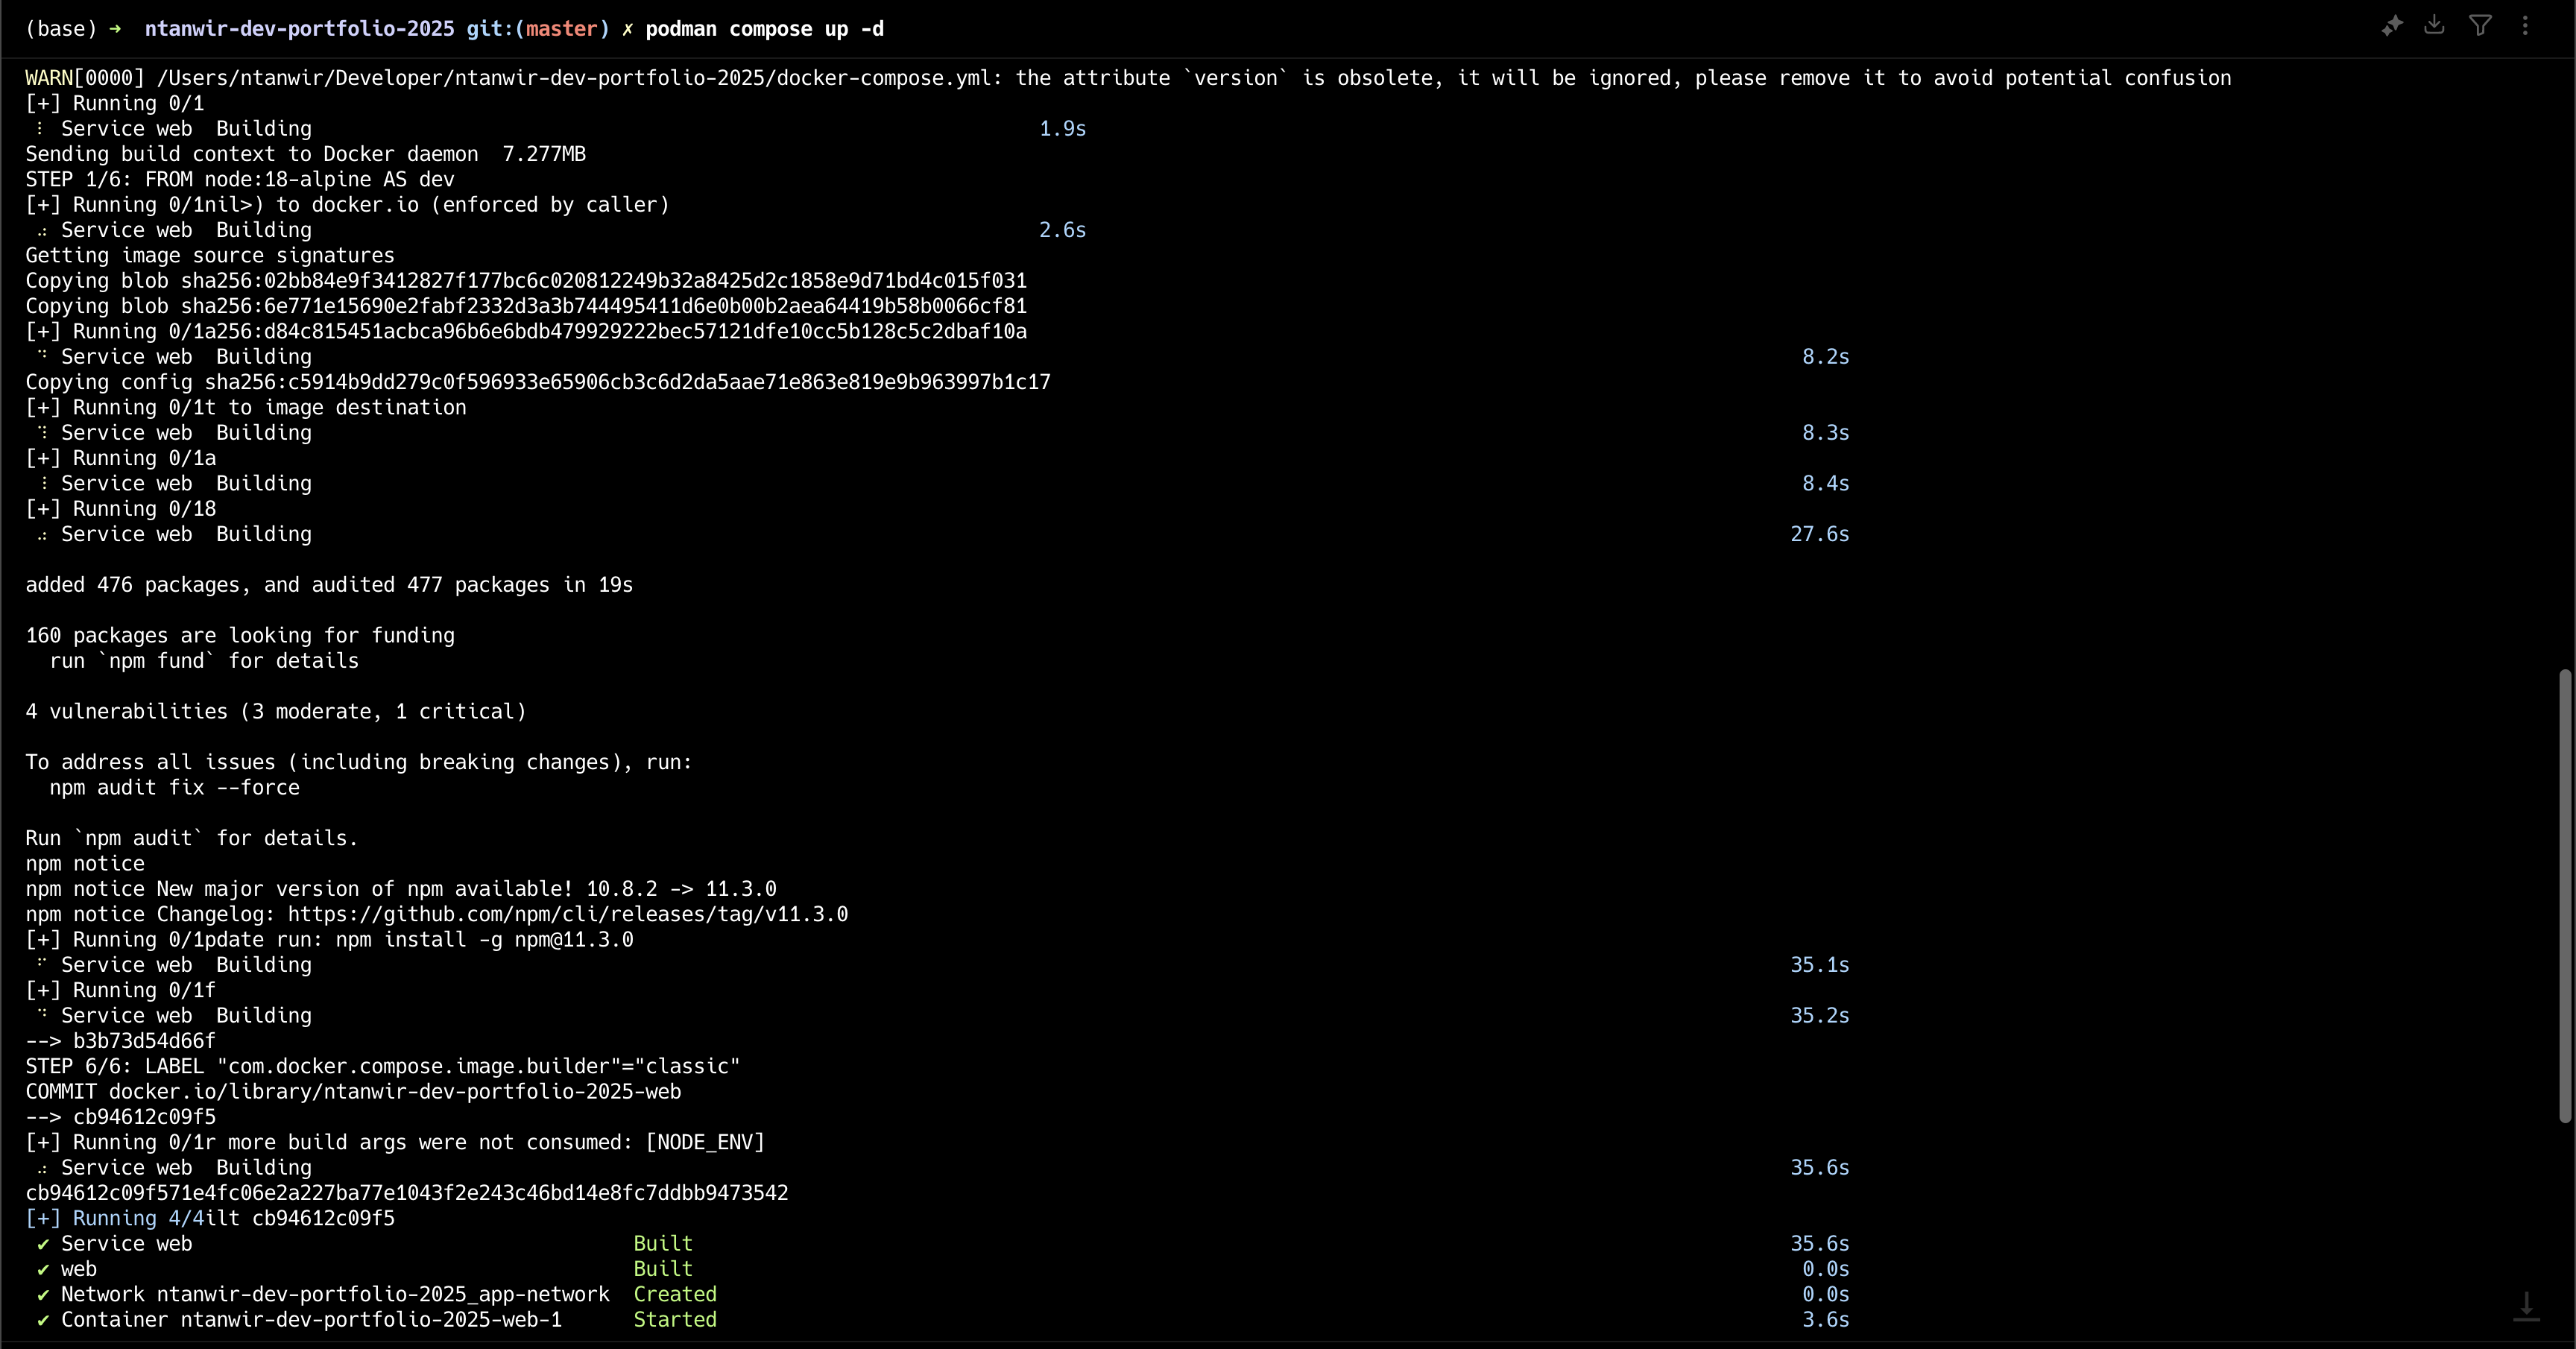 (base) ➜  ntanwir-dev-portfolio-2025 git:(master) ✗ podman compose up -d
WARN[0000] /Users/ntanwir/Developer/ntanwir-dev-portfolio-2025/docker-compose.yml: the attribute `version` is obsolete, it will be ignored, please remove it to avoid potential confusion
[+] Running 0/1
⠸ Service web  Building 1.9s
Sending build context to Docker daemon  7.277MB
STEP 1/6: FROM node:18-alpine AS dev
[+] Running 0/1nil>) to docker.io (enforced by caller)
⠴ Service web  Building 2.6s
Getting image source signatures
Copying blob sha256:02bb84e9f3412827f177bc6c020812249b32a8425d2c1858e9d71bd4c015f031
Copying blob sha256:6e771e15690e2fabf2332d3a3b744495411d6e0b00b2aea64419b58b0066cf81
[+] Running 0/1a256:d84c815451acbca96b6e6bdb479929222bec57121dfe10cc5b128c5c2dbaf10a
⠙ Service web  Building 8.2s
Copying config sha256:c5914b9dd279c0f596933e65906cb3c6d2da5aae71e863e819e9b963997b1c17
[+] Running 0/1t to image destination
⠹ Service web  Building 8.3s
[+] Running 0/1a
⠸ Service web  Building 8.4s
[+] Running 0/18
⠴ Service web  Building 27.6s
added 476 packages, and audited 477 packages in 19s
160 packages are looking for funding
  run `npm fund` for details
4 vulnerabilities (3 moderate, 1 critical)
To address all issues (including breaking changes), run:
  npm audit fix --force
Run `npm audit` for details.
npm notice
npm notice New major version of npm available! 10.8.2 -> 11.3.0
npm notice Changelog: https://github.com/npm/cli/releases/tag/v11.3.0
[+] Running 0/1pdate run: npm install -g npm@11.3.0
⠋ Service web  Building 35.1s
[+] Running 0/1f
⠙ Service web  Building 35.2s
--> b3b73d54d66f
STEP 6/6: LABEL "com.docker.compose.image.builder"="classic"
COMMIT docker.io/library/ntanwir-dev-portfolio-2025-web
--> cb94612c09f5
[+] Running 0/1r more build args were not consumed: [NODE_ENV]
⠴ Service web  Building 35.6s
cb94612c09f571e4fc06e2a227ba77e1043f2e243c46bd14e8fc7ddbb9473542
[+] Running 4/4ilt cb94612c09f5
✔ Service web Built 35.6s
✔ web Built 0.0s
✔ Network ntanwir-dev-portfolio-2025_app-network Created 0.0s
✔ Container ntanwir-dev-portfolio-2025-web-1 Started 3.6s